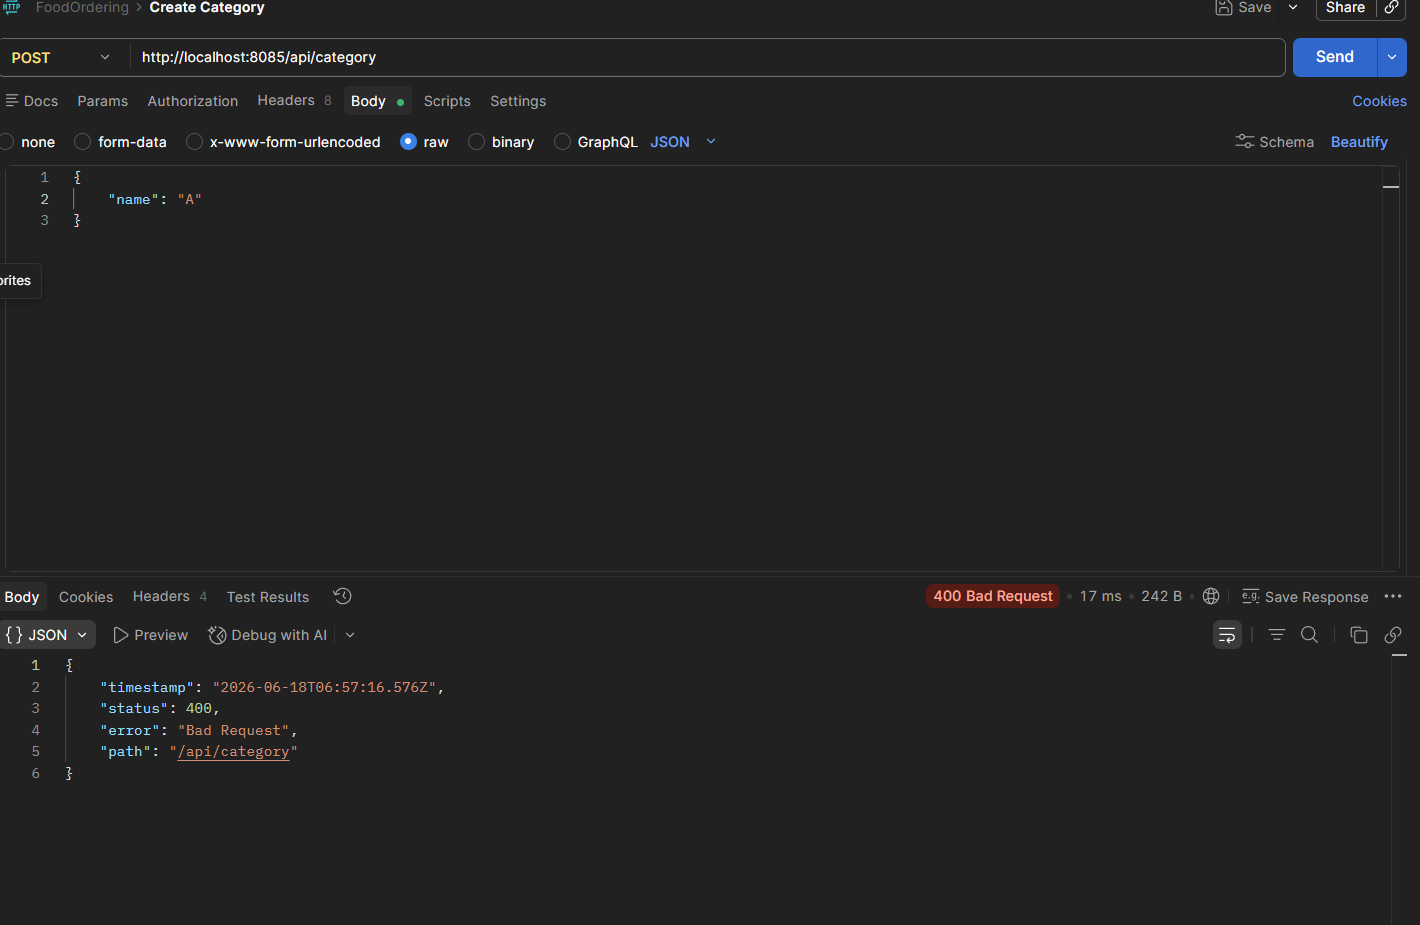 HTTP FoodOrdering > Create Category Save Share
POST http://localhost:8085/api/category Send
Docs Params Authorization Headers 8 Body Scripts Settings Cookies
none form-data x-www-form-urlencoded raw binary GraphQL JSON Schema Beautify
1 {
2 "name": "A"
3 }
orites
Body Cookies Headers 4 Test Results 400 Bad Request • 17 ms • 242 B • e.g. Save Response
{} JSON Preview Debug with AI
1 {
2 "timestamp": "2026-06-18T06:57:16.576Z",
3 "status": 400,
4 "error": "Bad Request",
5 "path": "/api/category"
6 }